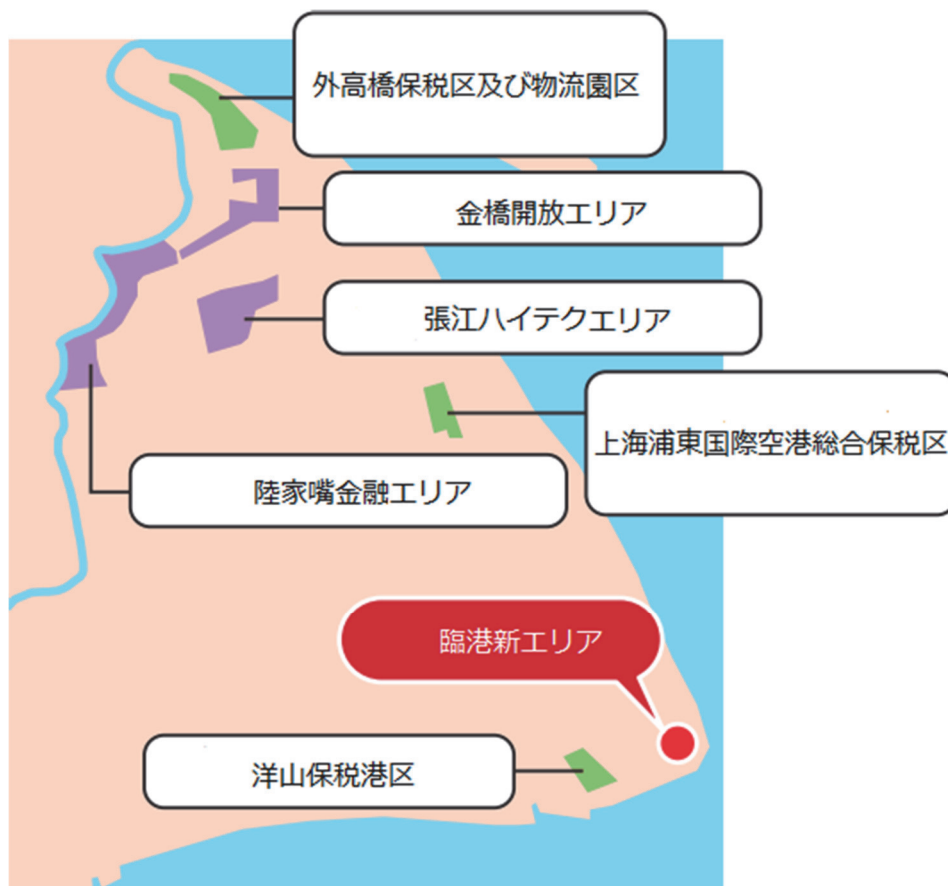 外高橋保税区及び物流園区
金橋開放エリア
張江ハイテクエリア
上海浦東国際空港総合保税区
陸家嘴金融エリア
臨港新エリア
洋山保税港区